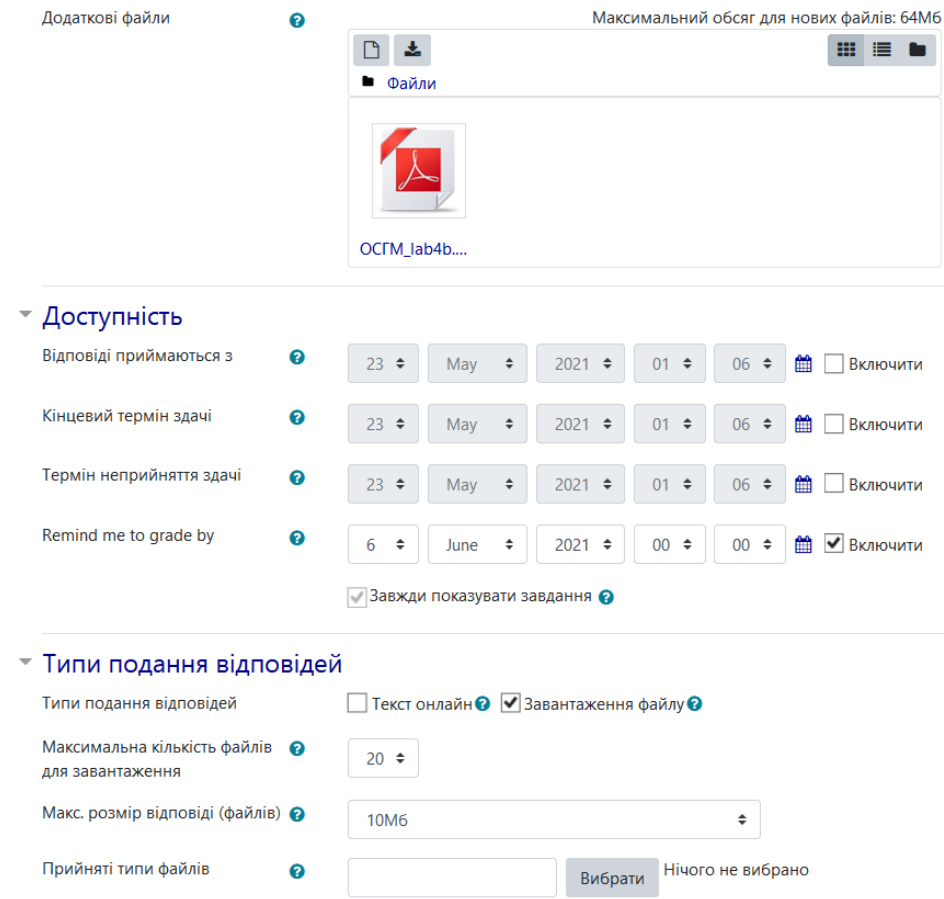 Додаткові файли
Максимальний обсяг для нових файлів: 64Мб
Файли
ОСГМ_lab4b....
Доступність
Відповіді приймаються з 23 May 2021 01 06 Включити
Кінцевий термін здачі 23 May 2021 01 06 Включити
Термін неприйняття здачі 23 May 2021 01 06 Включити
Remind me to grade by 6 June 2021 00 00 Включити
Завжди показувати завдання
Типи подання відповідей
Типи подання відповідей Текст онлайн Завантаження файлу
Максимальна кількість файлів
для завантаження
20
Макс. розмір відповіді (файлів) 10Мб
Прийняті типи файлів Вибрати Нічого не вибрано